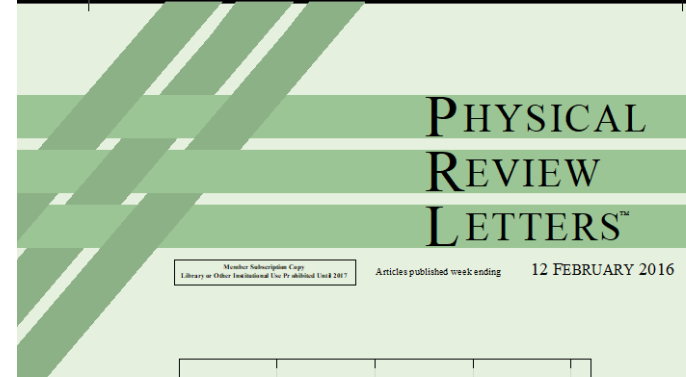 PHYSICAL
REVIEW
LETTERS™
Member Subscription Copy
Library or Other Institutional Use Prohibited Until 2017
Articles published week ending 12 FEBRUARY 2016